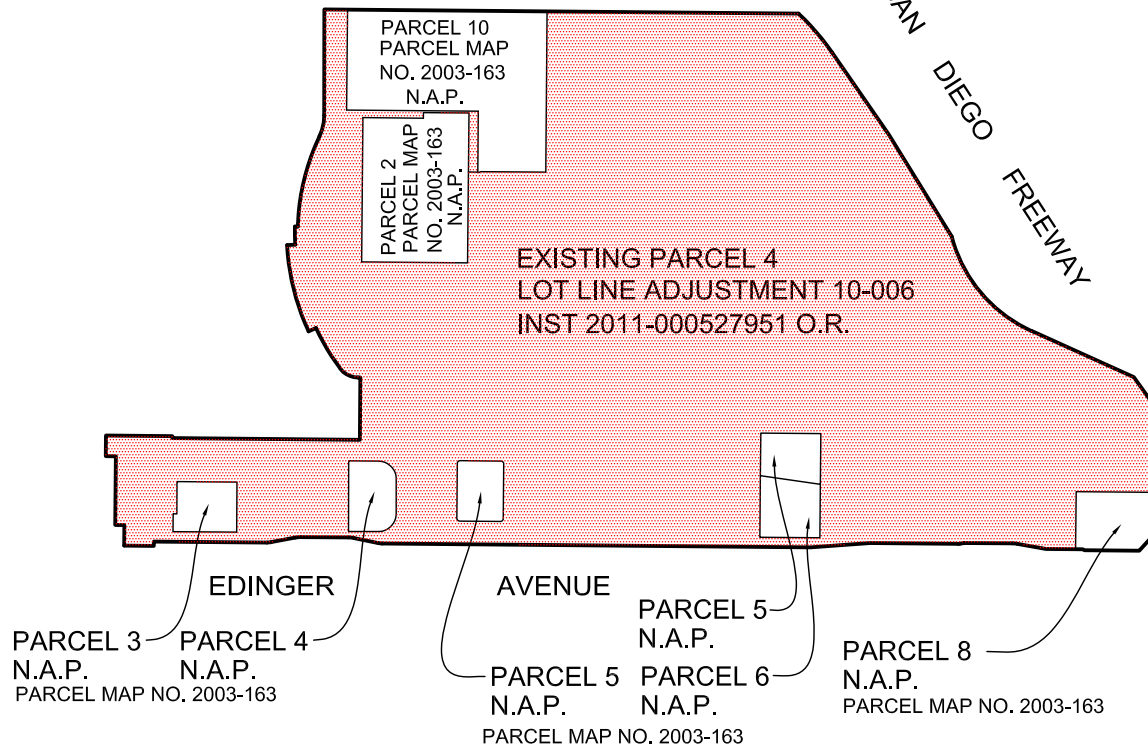 PARCEL 10
PARCEL MAP
NO. 2003-163
N.A.P.
DIEGO
FREEWAY
PARCEL 2
PARCEL MAP
NO. 2003-163
N.A.P.
EXISTING PARCEL 4
LOT LINE ADJUSTMENT 10-006
INST 2011-000527951 O.R.
EDINGER AVENUE
PARCEL 3
N.A.P.
PARCEL 4
N.A.P.
PARCEL MAP NO. 2003-163
PARCEL 5
N.A.P.
PARCEL 5
N.A.P.
PARCEL 6
N.A.P.
PARCEL MAP NO. 2003-163
PARCEL 8
N.A.P.
PARCEL MAP NO. 2003-163